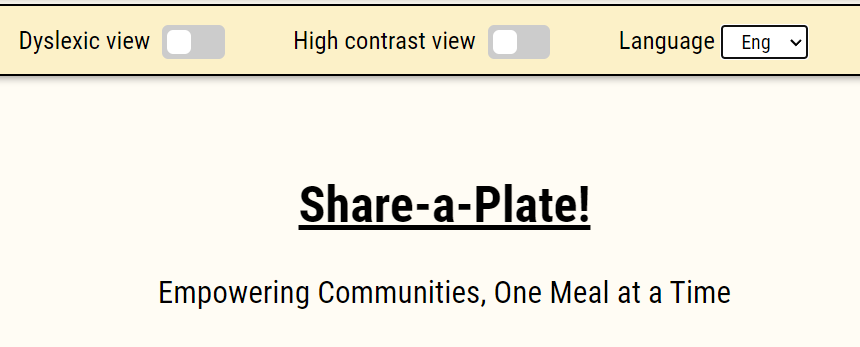 Dyslexic view High contrast view Language Eng
Share-a-Plate!
Empowering Communities, One Meal at a Time